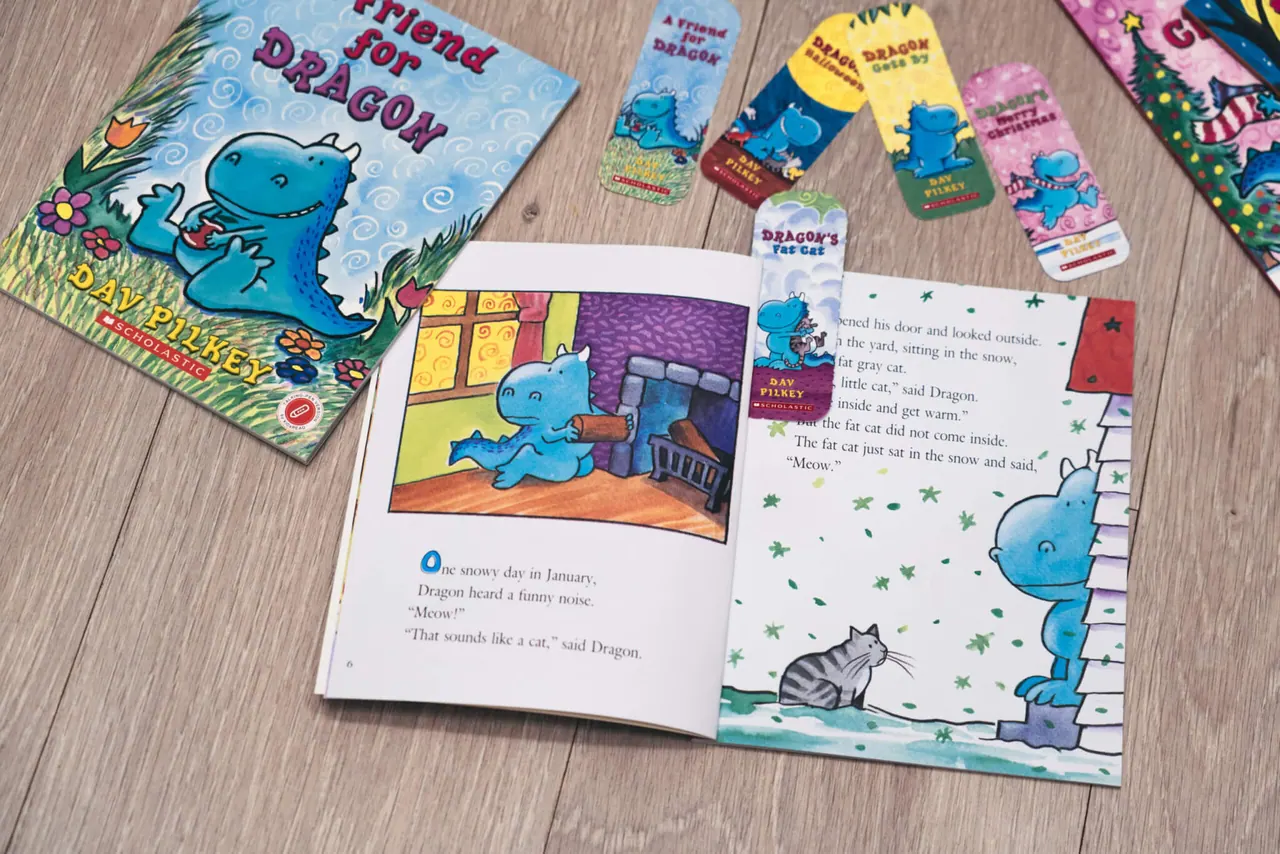 Friend
for
DRAGON
DAV PILKEY
SCHOLASTIC
A Friend
for
DRAGON
DAV
PILKEY
SCHOLASTIC
DRAGON
Halloween
DAV
PILKEY
SCHOLASTIC
DRAGON
Gets By
DAV
PILKEY
SCHOLASTIC
DRAGON'S
Merry
Christmas
DAV
PILKEY
SCHOLASTIC
DRAGON'S
Fat Cat
DAV
PILKEY
SCHOLASTIC
One snowy day in January,
Dragon heard a funny noise.
“Meow!”
“That sounds like a cat,” said Dragon.
6
his door and looked outside.
the yard, sitting in the snow,
fat gray cat.
little cat,” said Dragon.
inside and get warm.”
But the fat cat did not come inside.
The fat cat just sat in the snow and said,
“Meow.”